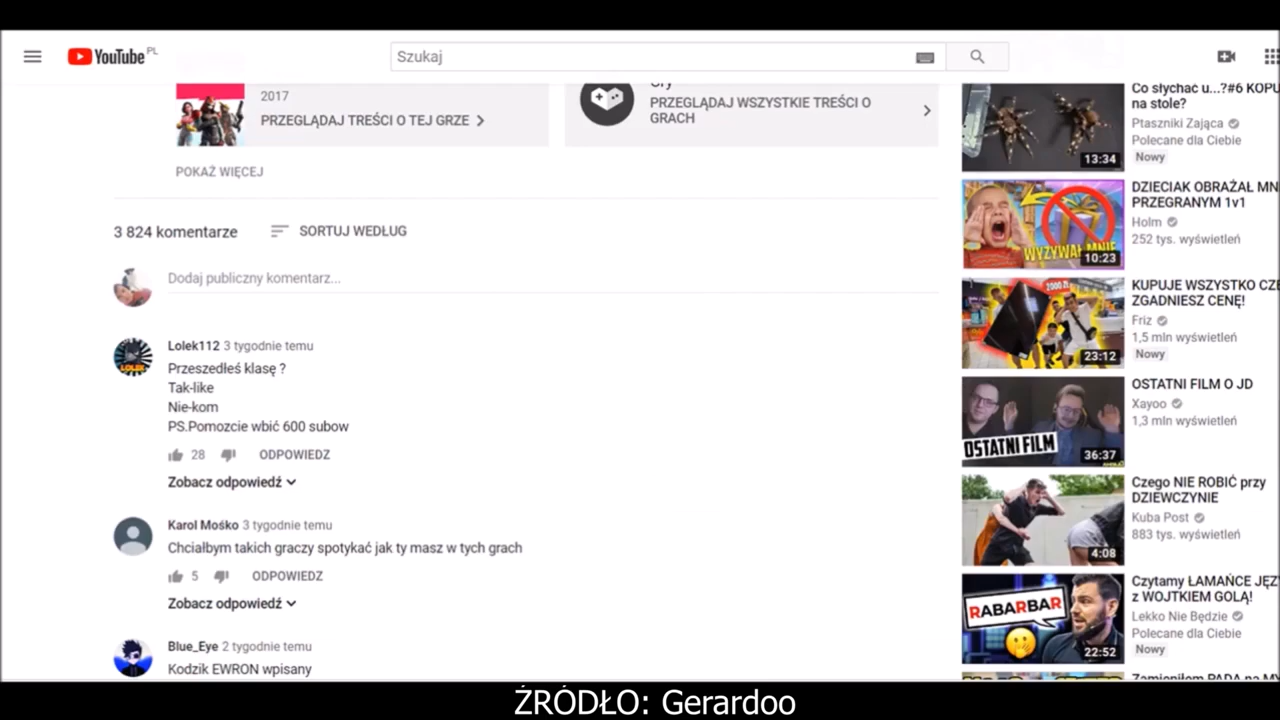 YouTube PL
Szukaj
2017
PRZEGLĄDAJ TREŚCI O TEJ GRZE
PRZEGLĄDAJ WSZYSTKIE TREŚCI O
GRACH
POKAŻ WIĘCEJ
3 824 komentarze
SORTUJ WEDŁUG
Dodaj publiczny komentarz...
Lolek112 3 tygodnie temu
Przeszedłeś klasę ?
Tak-like
Nie-kom
PS.Pomozcie wbić 600 subow
28 ODPOWIEDZ
Zobacz odpowiedź
Karol Mośko 3 tygodnie temu
Chciałbym takich graczy spotykać jak ty masz w tych grach
5 ODPOWIEDZ
Zobacz odpowiedź
Blue_Eye 2 tygodnie temu
Kodzik EWRON wpisany
Co słychać u...?#6 KOPU
na stole?
Ptaszniki Zająca
Polecane dla Ciebie
Nowy
13:34
DZIECIAK OBRAŻAŁ MN
PRZEGRANYM 1v1
Holm
252 tys. wyświetleń
WYZYWAŁ MNIE
10:23
KUPUJE WSZYSTKO CZE
ZGADNIESZ CENĘ!
Friz
1,5 mln wyświetleń
Nowy
2000 ZŁ
23:12
OSTATNI FILM O JD
Xayoo
1,3 mln wyświetleń
OSTATNI FILM
36:37
Czego NIE ROBIĆ przy
DZIEWCZYNIE
Kuba Post
883 tys. wyświetleń
4:08
Czytamy ŁAMAŃCE JĘZ
z WOJTKIEM GOLĄ!
Lekko Nie Będzie
Polecane dla Ciebie
Nowy
RABARBAR
22:52
ŹRÓDŁO: Gerardoo